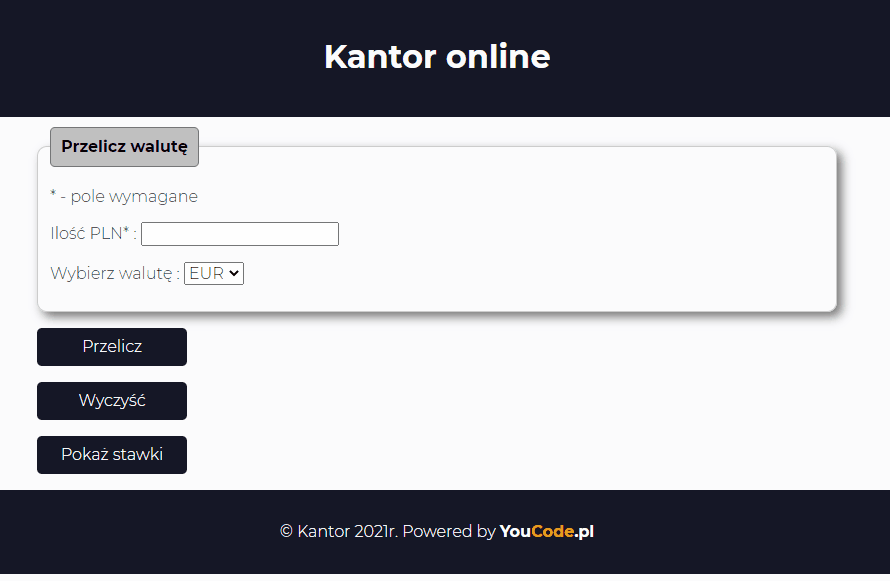 Kantor online
Przelicz walutę
* - pole wymagane
Ilość PLN* :
Wybierz walutę : EUR
Przelicz
Wyczyść
Pokaż stawki
© Kantor 2021r. Powered by YouCode.pl